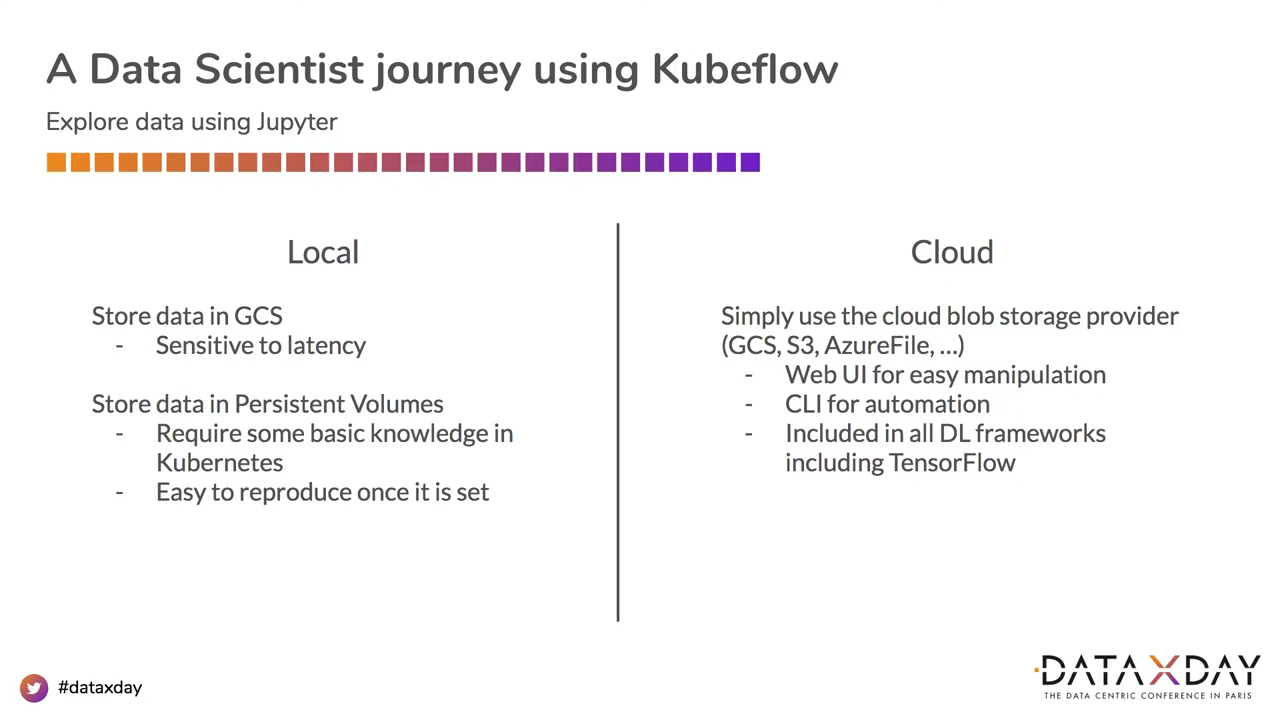 A Data Scientist journey using Kubeflow
Explore data using Jupyter
Local
Store data in GCS
- Sensitive to latency
Store data in Persistent Volumes
- Require some basic knowledge in
Kubernetes
- Easy to reproduce once it is set
Cloud
Simply use the cloud blob storage provider
(GCS, S3, AzureFile, ...)
- Web UI for easy manipulation
- CLI for automation
- Included in all DL frameworks
including TensorFlow
#dataxday
DATAXDAY
THE DATA CENTRIC CONFERENCE IN PARIS